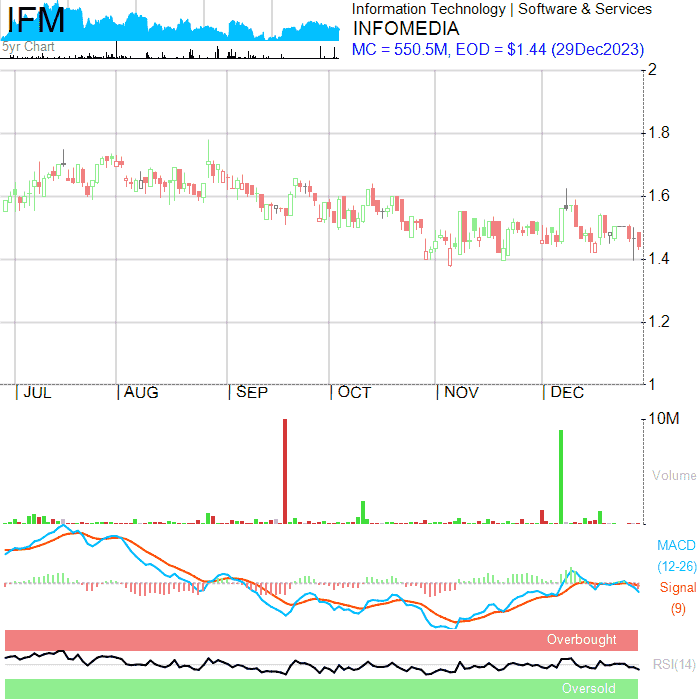 IFM
5yr Chart
Information Technology | Software & Services
INFOMEDIA
MC = 550.5M, EOD = $1.44 (29Dec2023)
2
1.8
1.6
1.4
1.2
1
|JUL |AUG |SEP |OCT |NOV |DEC
10M
Volume
MACD
(12-26)
Signal
(9)
Overbought
RSI(14)
Oversold